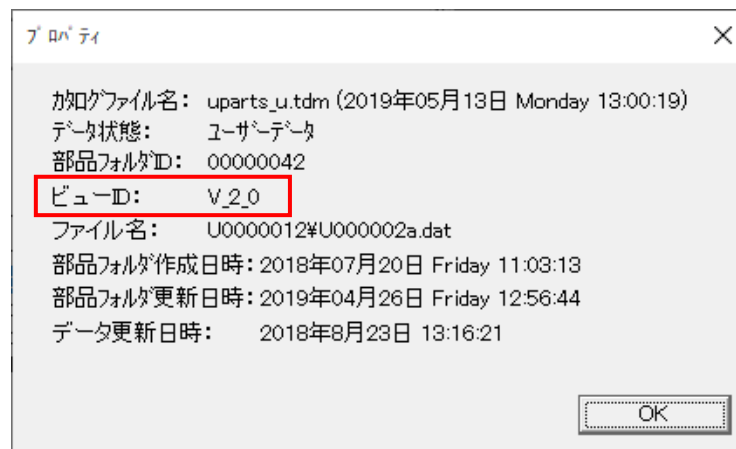 ﾌﾟﾛﾊﾟﾃｨ
ｶﾀﾛｸﾞﾌｧｲﾙ名： uparts_u.tdm (2019年05月13日 Monday 13:00:19)
ﾃﾞｰﾀ状態： ﾕｰｻﾞｰﾃﾞｰﾀ
部品ﾌｫﾙﾀﾞID： 00000042
ビューID： V_2_0
ファイル名： U0000012¥U000002a.dat
部品ﾌｫﾙﾀﾞ作成日時：2018年07月20日 Friday 11:03:13
部品ﾌｫﾙﾀﾞ更新日時：2019年04月26日 Friday 12:56:44
データ更新日時： 2018年8月23日 13:16:21
OK